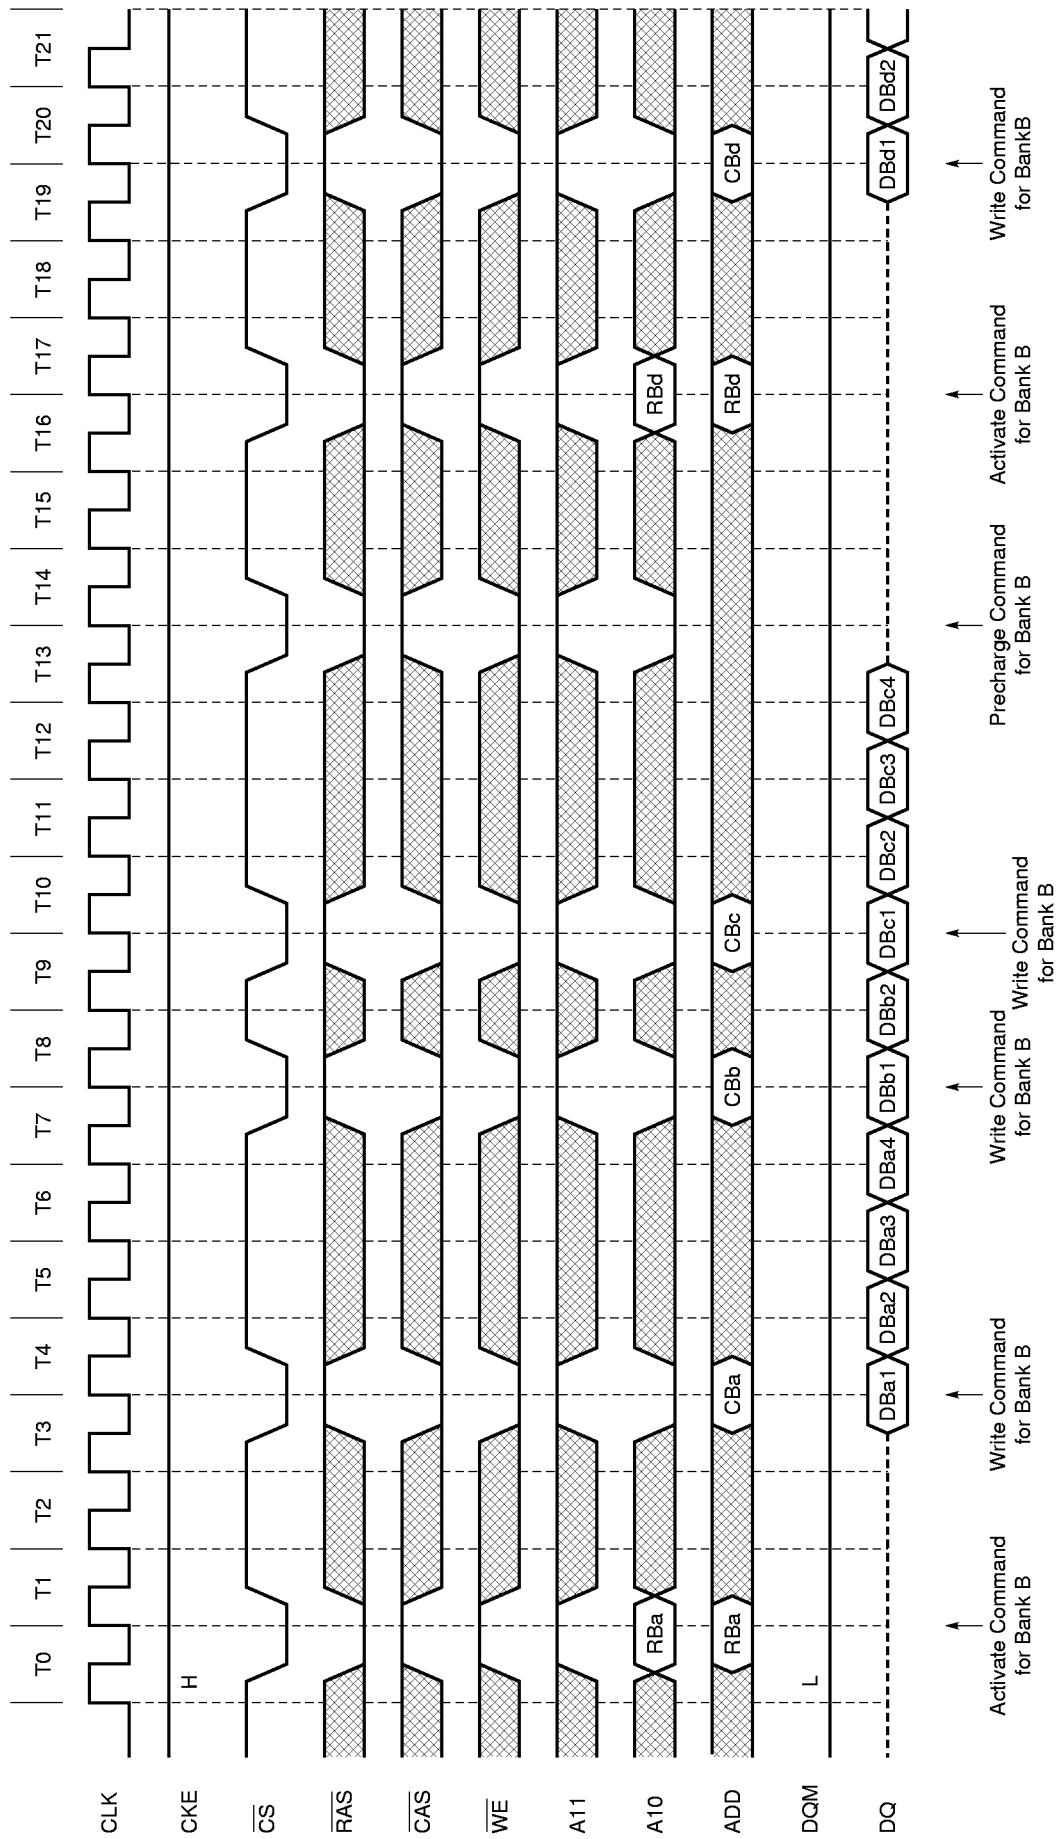 T0 T1 T2 T3 T4 T5 T6 T7 T8 T9 T10 T11 T12 T13 T14 T15 T16 T17 T18 T19 T20 T21
CLK
CKE H
CS
RAS
CAS
WE
A11
A10 RBa RBd
ADD RBa CBa CBb CBc RBd CBd
DQM L
DQ DBa1 DBa2 DBa3 DBa4 DBb1 DBb2 DBc1 DBc2 DBc3 DBc4 DBd1 DBd2
Activate Command
for Bank B
Write Command
for Bank B
Write Command
for Bank B
Write Command
for Bank B
Precharge Command
for Bank B
Activate Command
for Bank B
Write Command
for BankB